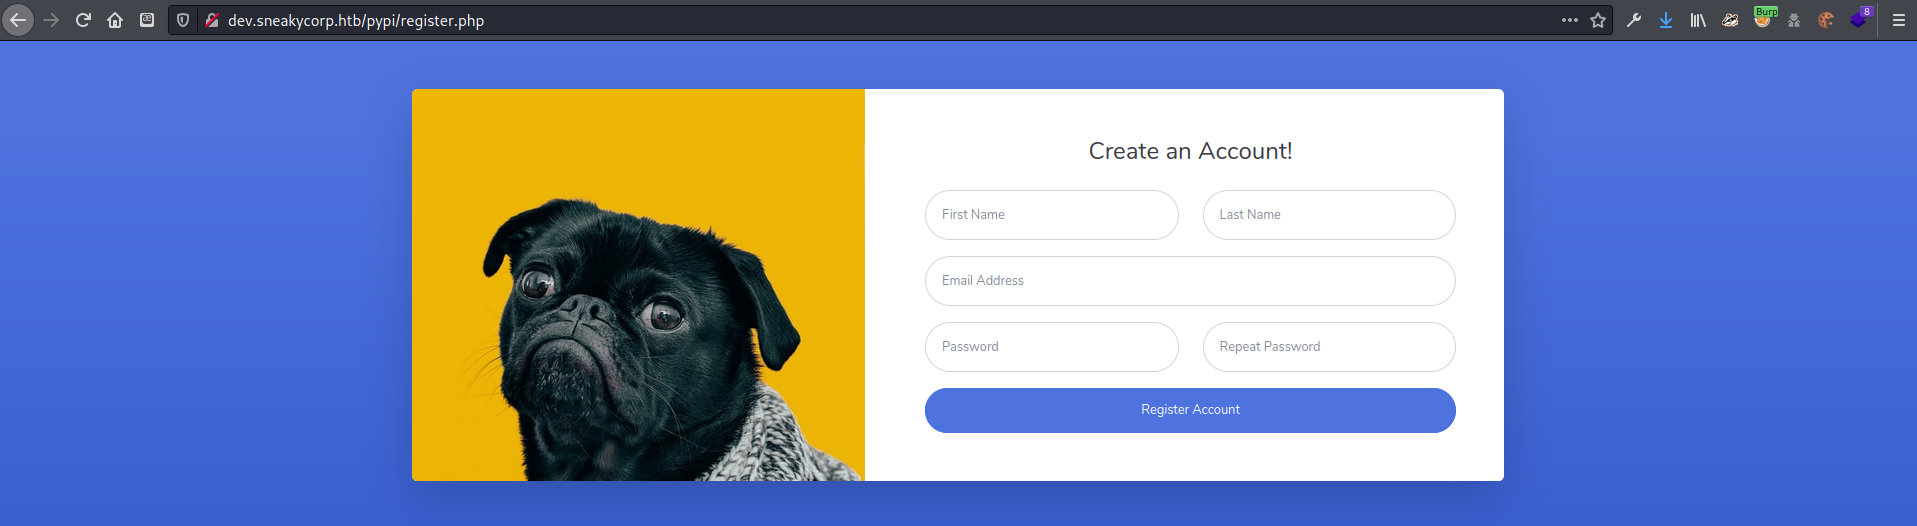 dev.sneakycorp.htb/pypi/register.php
Burp
8
Create an Account!
First Name
Last Name
Email Address
Password
Repeat Password
Register Account